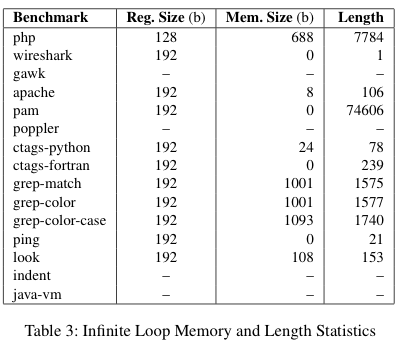 Benchmark Reg. Size (b) Mem. Size (b) Length
php 128 688 7784
wireshark 192 0 1
gawk – – –
apache 192 8 106
pam 192 0 74606
poppler – – –
ctags-python 192 24 78
ctags-fortran 192 0 239
grep-match 192 1001 1575
grep-color 192 1001 1577
grep-color-case 192 1093 1740
ping 192 0 21
look 192 108 153
indent – – –
java-vm – – –
Table 3: Infinite Loop Memory and Length Statistics